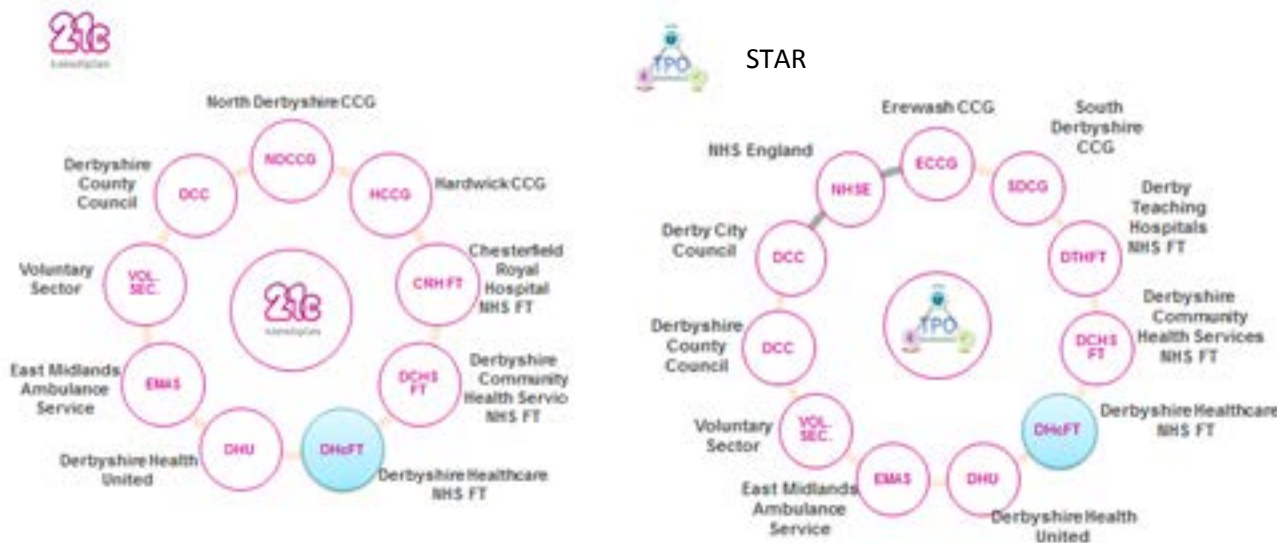 21c
North Derbyshire CCG
NDCCG
Derbyshire
County
Council
DCC
HCCG
Hardwick CCG
Voluntary
Sector
VOL.
SEC.
CRH FT
Chesterfield
Royal
Hospital
NHS FT
21c
East Midlands
Ambulance
Service
EMAS
DCHS
FT
Derbyshire
Community
Health Servic
NHS FT
DHU
Derbyshire Health
United
DHcFT
Derbyshire Healthcare
NHS FT
TPO
STAR
Erewash CCG
ECCG
South
Derbyshire
CCG
SDCG
NHS England
NHSE
Derby
Teaching
Hospitals
NHS FT
DTHFT
Derby City
Council
DCC
TPO
Derbyshire
County
Council
DCC
DCHS
FT
Derbyshire
Community
Health Services
NHS FT
Voluntary
Sector
VOL.
SEC.
DHcFT
Derbyshire Healthcare
NHS FT
East Midlands
Ambulance
Service
EMAS
DHU
Derbyshire Health
United